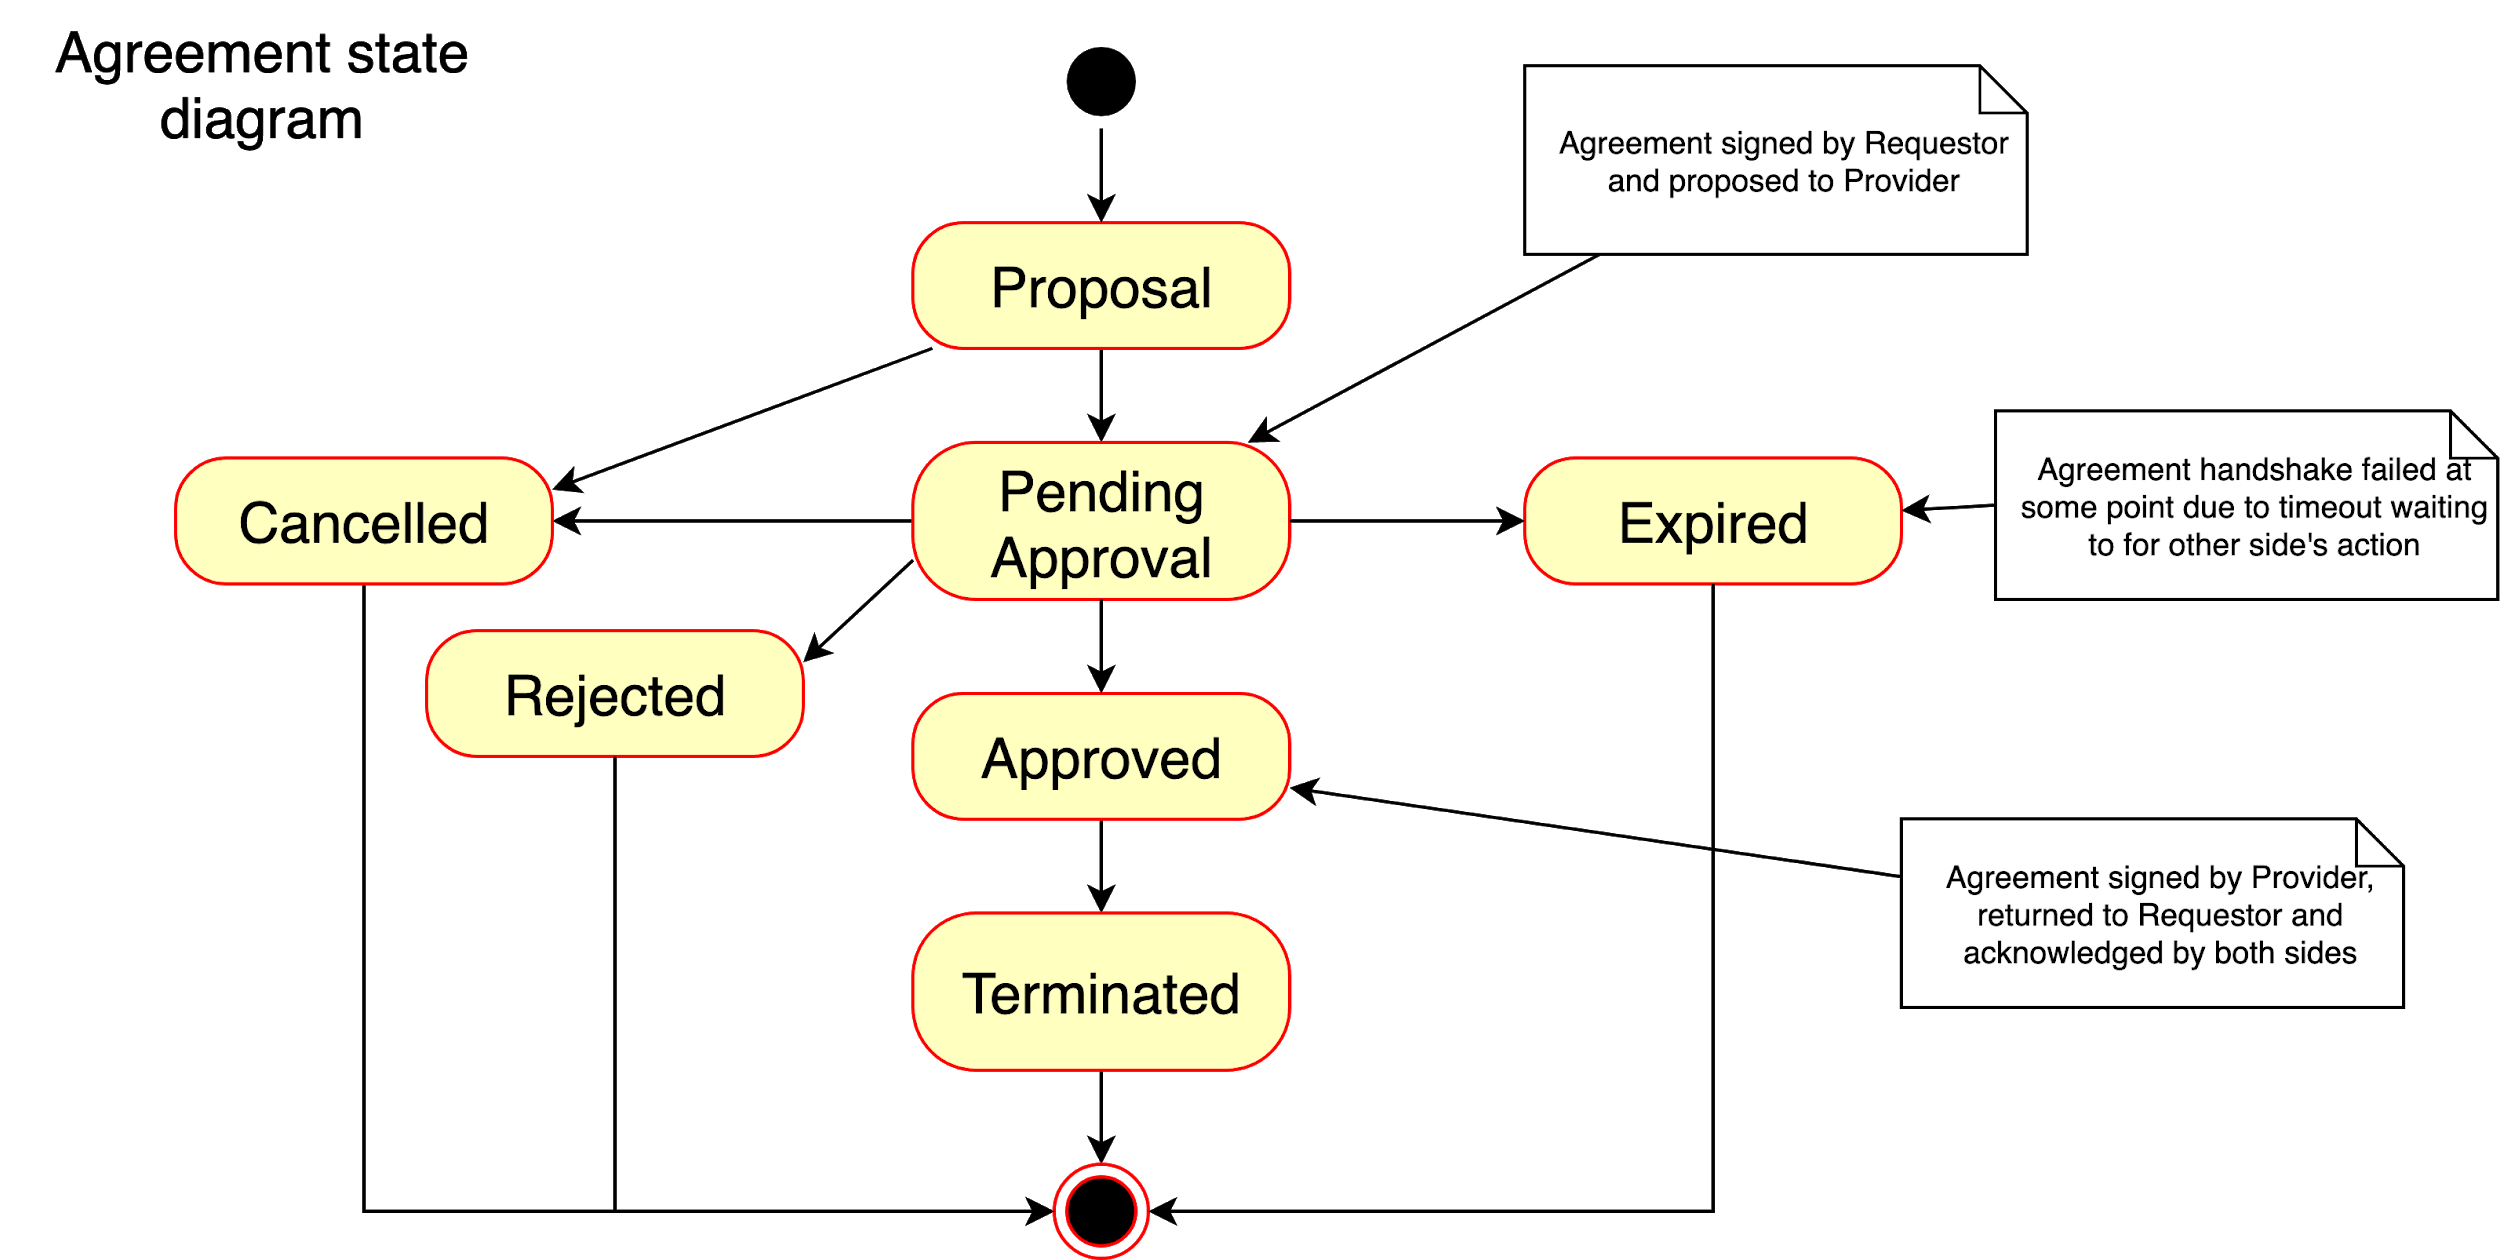 Agreement state
diagram
Agreement signed by Requestor
and proposed to Provider
Proposal
Cancelled
Pending
Approval
Expired
Agreement handshake failed at
some point due to timeout waiting
to for other side's action
Rejected
Approved
Agreement signed by Provider,
returned to Requestor and
acknowledged by both sides
Terminated